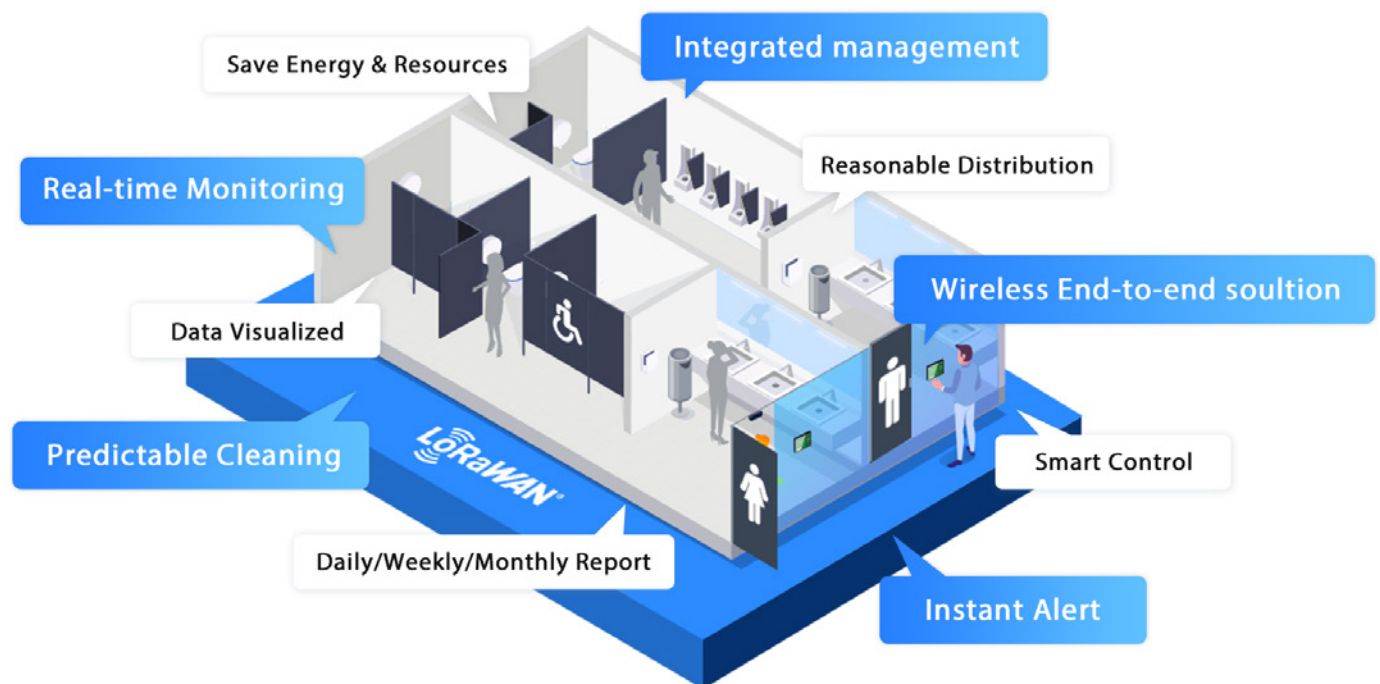 Integrated management
Save Energy & Resources
Reasonable Distribution
Real-time Monitoring
Wireless End-to-end soultion
Data Visualized
Predictable Cleaning
LoRaWAN®
Smart Control
Daily/Weekly/Monthly Report
Instant Alert